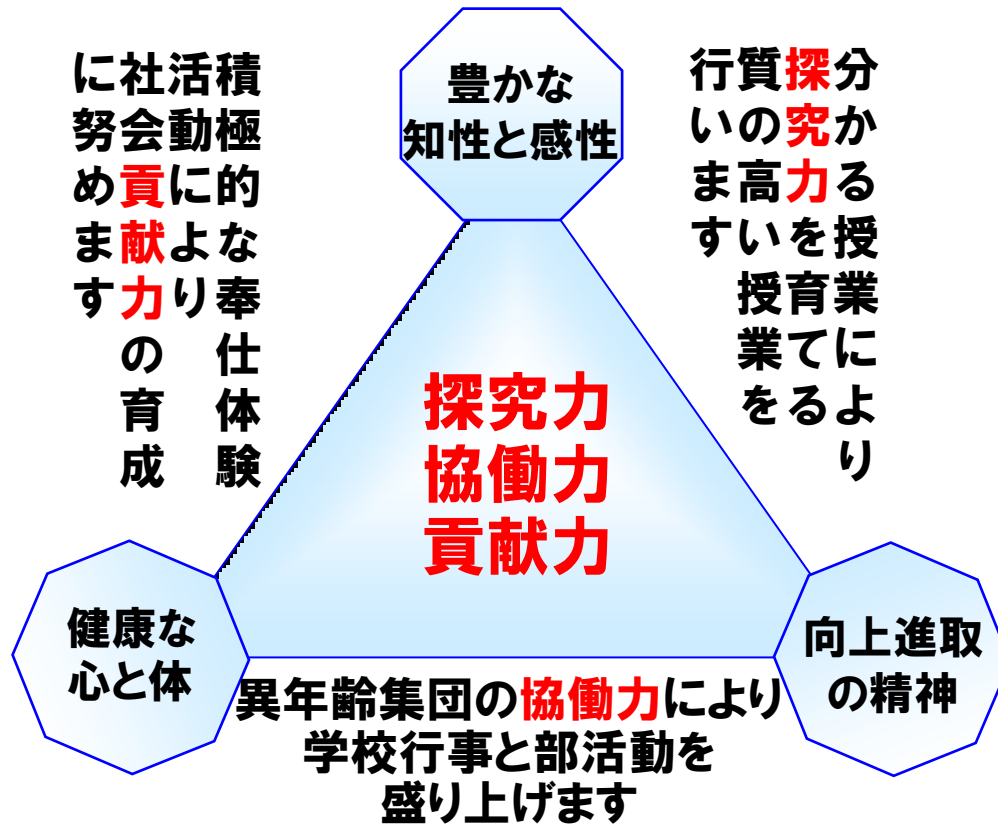 豊かな
知性と感性
分かる授業により
探究力を育てる
質の高い授業を
行います
積極的な奉仕体験
活動により
社会貢献力の育成
に努めます
探究力
協働力
貢献力
健康な
心と体
向上進取
の精神
異年齢集団の協働力により
学校行事と部活動を
盛り上げます